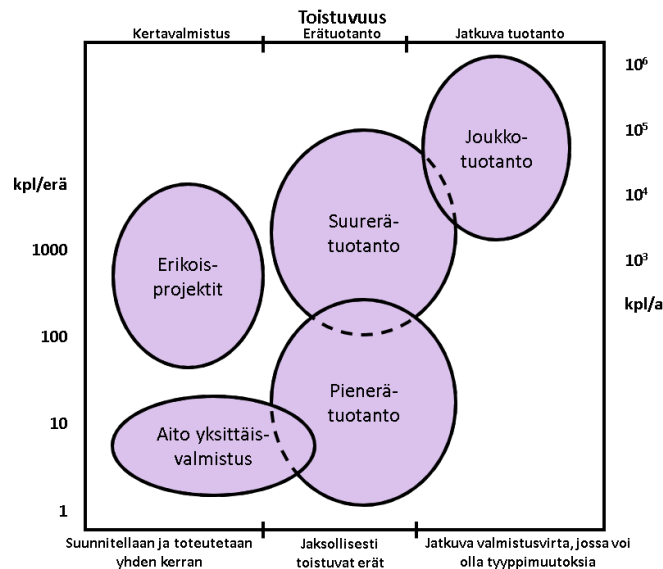 Toistuvuus
Kertavalmistus
Erätuotanto
Jatkuva tuotanto
kpl/erä
1000
100
10
1
10⁶
10⁵
10⁴
10³
kpl/a
Joukko-
tuotanto
Suurerä-
tuotanto
Erikois-
projektit
Pienerä-
tuotanto
Aito yksittäis-
valmistus
Suunnitellaan ja toteutetaan
yhden kerran
Jaksollisesti
toistuvat erät
Jatkuva valmistusvirta, jossa voi
olla tyyppimuutoksia